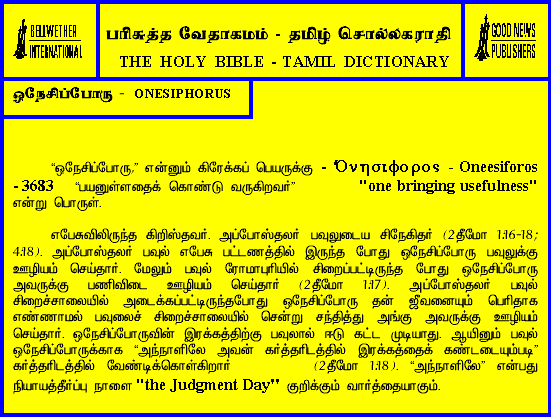 BELLWETHER
INTERNATIONAL
பரிசுத்த வேதாகமம் - தமிழ் சொல்லகராதி
THE HOLY BIBLE - TAMIL DICTIONARY
GOOD NEWS
PUBLISHERS
ஒநேசிப்போரு - ONESIPHORUS
“ஒநேசிப்போரு,” என்னும் கிரேக்கப் பெயருக்கு - Ὀνησιφορος - Oneesiforos
- 3683 “பயனுள்ளதைக் கொண்டு வருகிறவர்” "one bringing usefulness"
என்று பொருள்.
எபேசுவிலிருந்த கிறிஸ்தவர். அப்போஸ்தலர் பவுலுடைய சிநேகிதர் (2தீமோ 1:16-18;
4:18). அப்போஸ்தலர் பவுல் எபேசு பட்டணத்தில் இருந்த போது ஒநேசிப்போரு பவுலுக்கு
ஊழியம் செய்தார். மேலும் பவுல் ரோமாபுரியில் சிறைப்பட்டிருந்த போது ஒநேசிப்போரு
அவருக்கு பணிவிடை ஊழியம் செய்தார் (2தீமோ 1:17). அப்போஸ்தலர் பவுல்
சிறைச்சாலையில் அடைக்கப்பட்டிருந்தபோது ஒநேசிப்போரு தன் ஜீவனையும் பெரிதாக
எண்ணாமல் பவுலைச் சிறைச்சாலையில் சென்று சந்தித்து அங்கு அவருக்கு ஊழியம்
செய்தார். ஒநேசிப்போருவின் இரக்கத்திற்கு பவுலால் ஈடு கட்ட முடியாது. ஆயினும் பவுல்
ஒநேசிப்போருக்காக “அந்நாளிலே அவன் கர்த்தரிடத்தில் இரக்கத்தைக் கண்டடையும்படி”
கர்த்தரிடத்தில் வேண்டிக்கொள்கிறார் (2தீமோ 1:18). “அந்நாளிலே” என்பது
நியாயத்தீர்ப்பு நாளை "the Judgment Day" குறிக்கும் வார்த்தையாகும்.